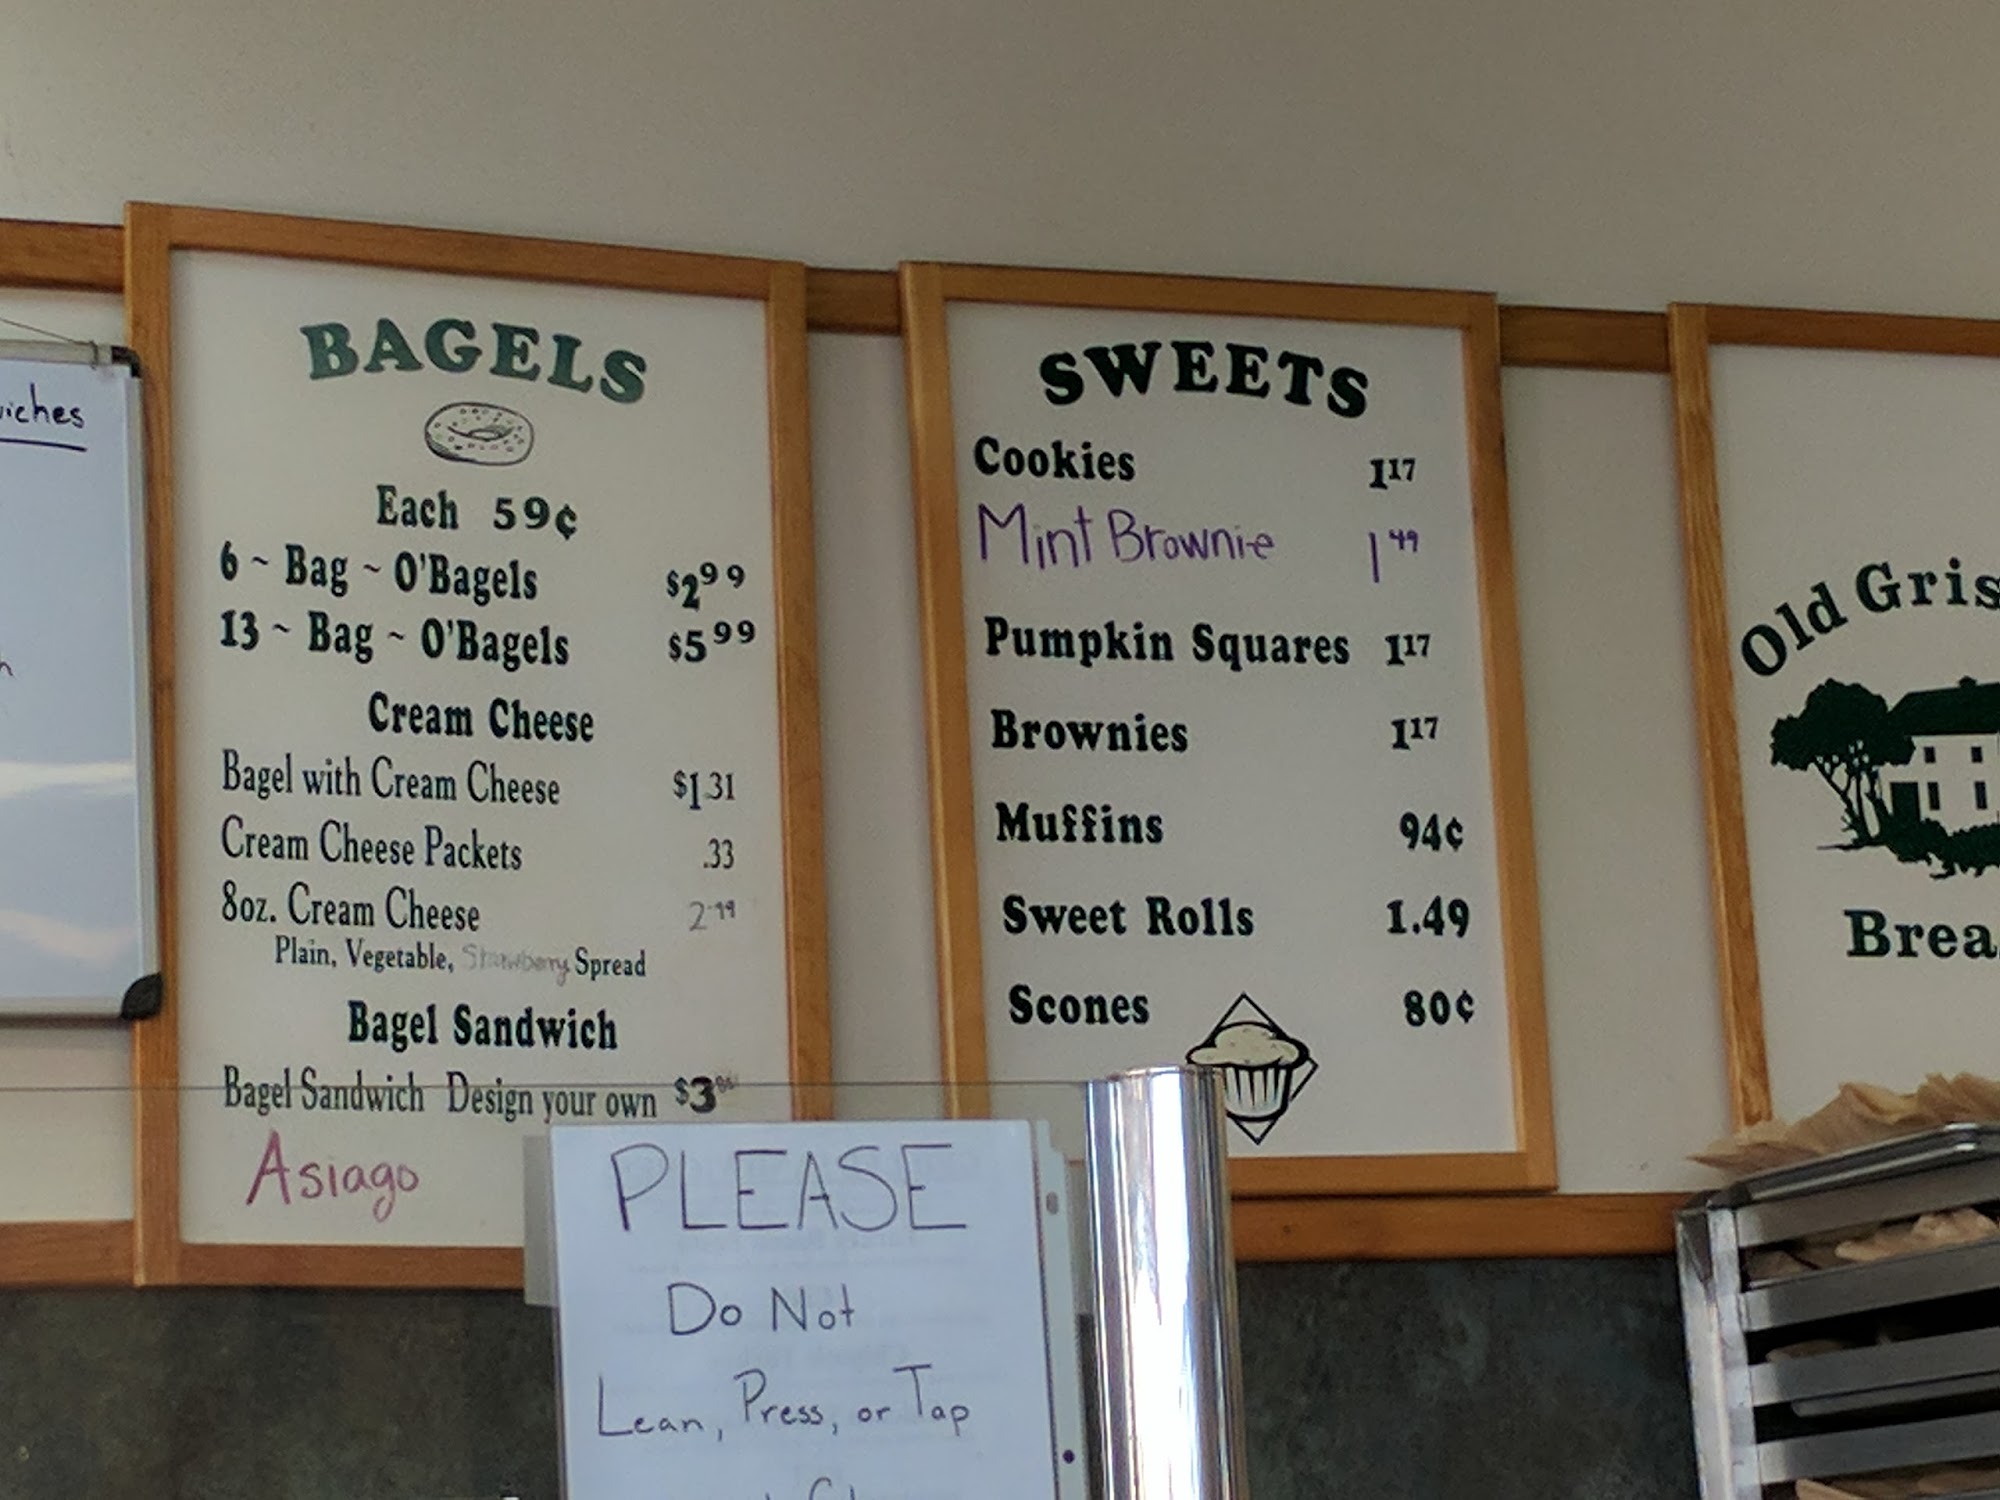 viches
BAGELS
Each 59¢
6 ~ Bag ~ O'Bagels $2 99
13 ~ Bag ~ O'Bagels $5 99
Cream Cheese
Bagel with Cream Cheese $1.31
Cream Cheese Packets .33
8oz. Cream Cheese
Plain, Vegetable, Strawberry Spread
Bagel Sandwich
Bagel Sandwich Design your own $3
Asiago
SWEETS
Cookies 1 17
Mint Brownie 1 49
Pumpkin Squares 1 17
Brownies 1 17
Muffins 94¢
Sweet Rolls 1.49
Scones 80¢
Old Gris
Brea
PLEASE
Do Not
Lean, Press, or Tap